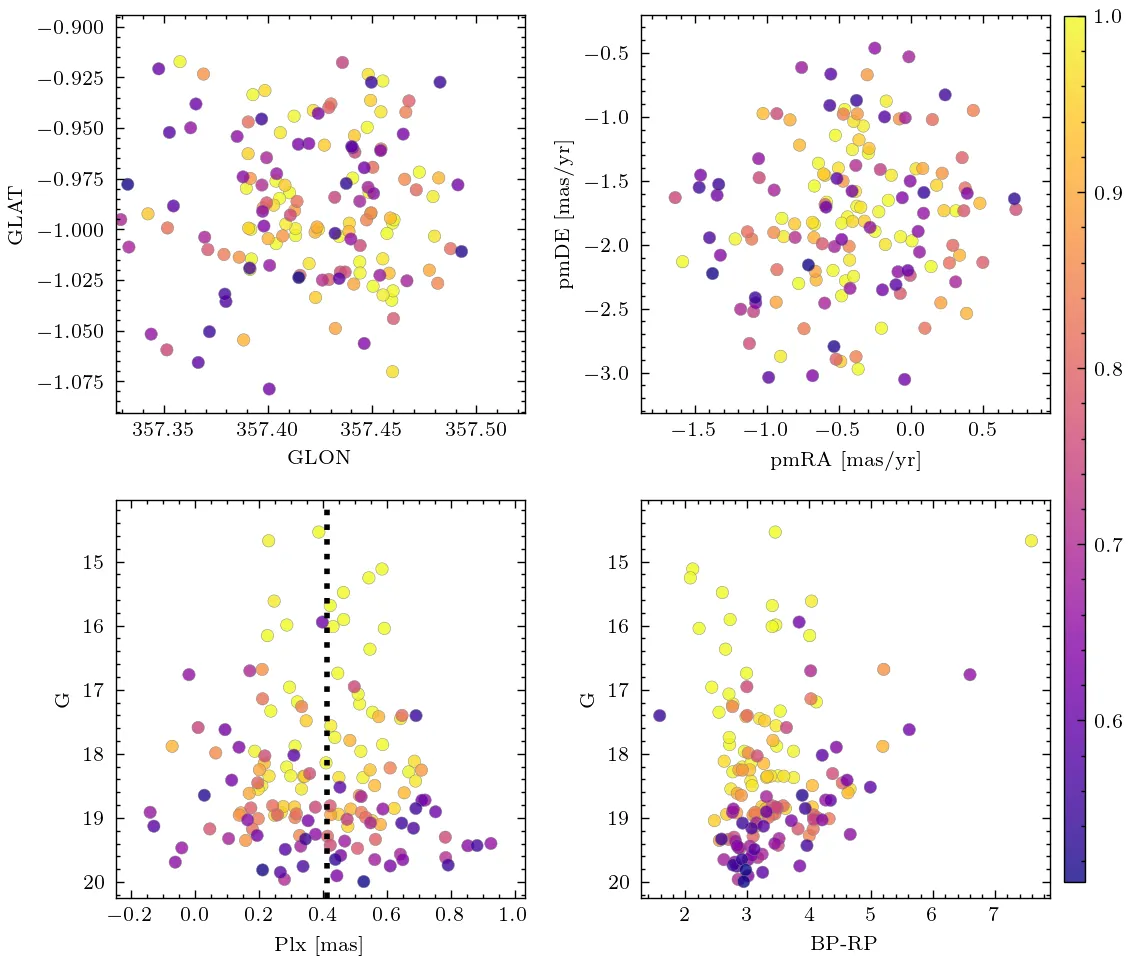 −0.900
−0.925
−0.950
−0.975
−1.000
−1.025
−1.050
−1.075
GLAT
357.35 357.40 357.45 357.50
GLON
−0.5
−1.0
−1.5
−2.0
−2.5
−3.0
pmDE [mas/yr]
−1.5 −1.0 −0.5 0.0 0.5
pmRA [mas/yr]
15
16
17
18
19
20
G
−0.2 0.0 0.2 0.4 0.6 0.8 1.0
Plx [mas]
15
16
17
18
19
20
G
2 3 4 5 6 7
BP-RP
1.0
0.9
0.8
0.7
0.6